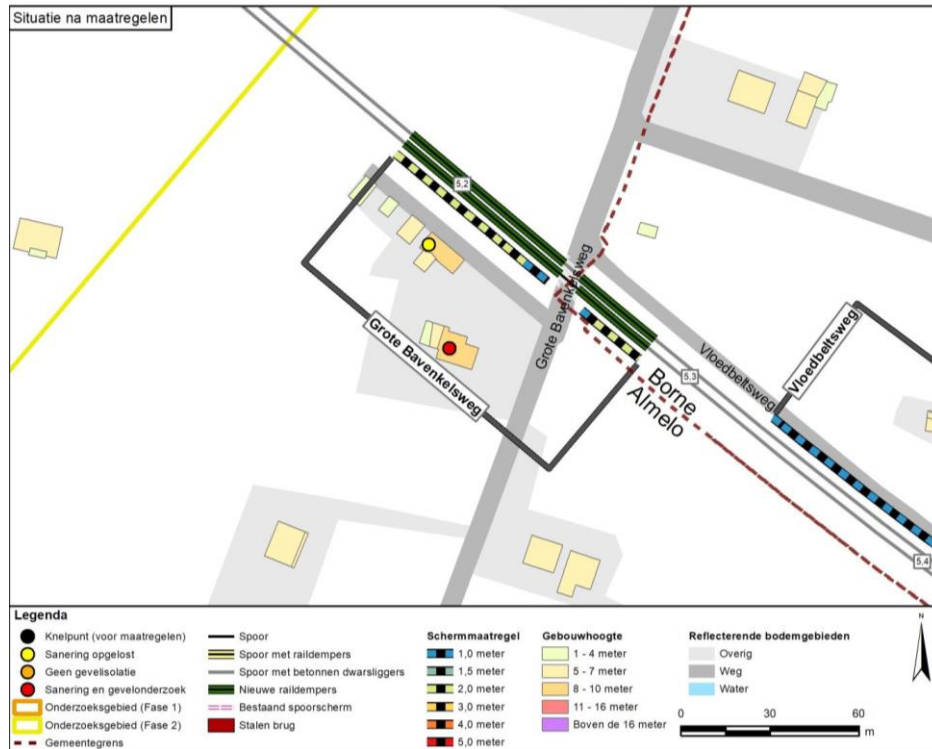 Situatie na maatregelen
5,2
Grote Bavenkelsweg
Grote Bavenkelsweg
Vloedbeltsweg
Vloedbeltsweg
Borne
Almelo
5,3
5,4
Legenda
Knelpunt (voor maatregelen)
Sanering opgelost
Geen gevelisolatie
Sanering en gevelonderzoek
Onderzoeksgebied (Fase 1)
Onderzoeksgebied (Fase 2)
Gemeentegrens
Spoor
Spoor met raildempers
Spoor met betonnen dwarsliggers
Nieuwe raildempers
Bestaand spoorscherm
Stalen brug
Schermmaatregel
1,0 meter
1,5 meter
2,0 meter
3,0 meter
4,0 meter
5,0 meter
Gebouwhoogte
1 - 4 meter
5 - 7 meter
8 - 10 meter
11 - 16 meter
Boven de 16 meter
Reflecterende bodemgebieden
Overig
Weg
Water
N
0 30 60
m